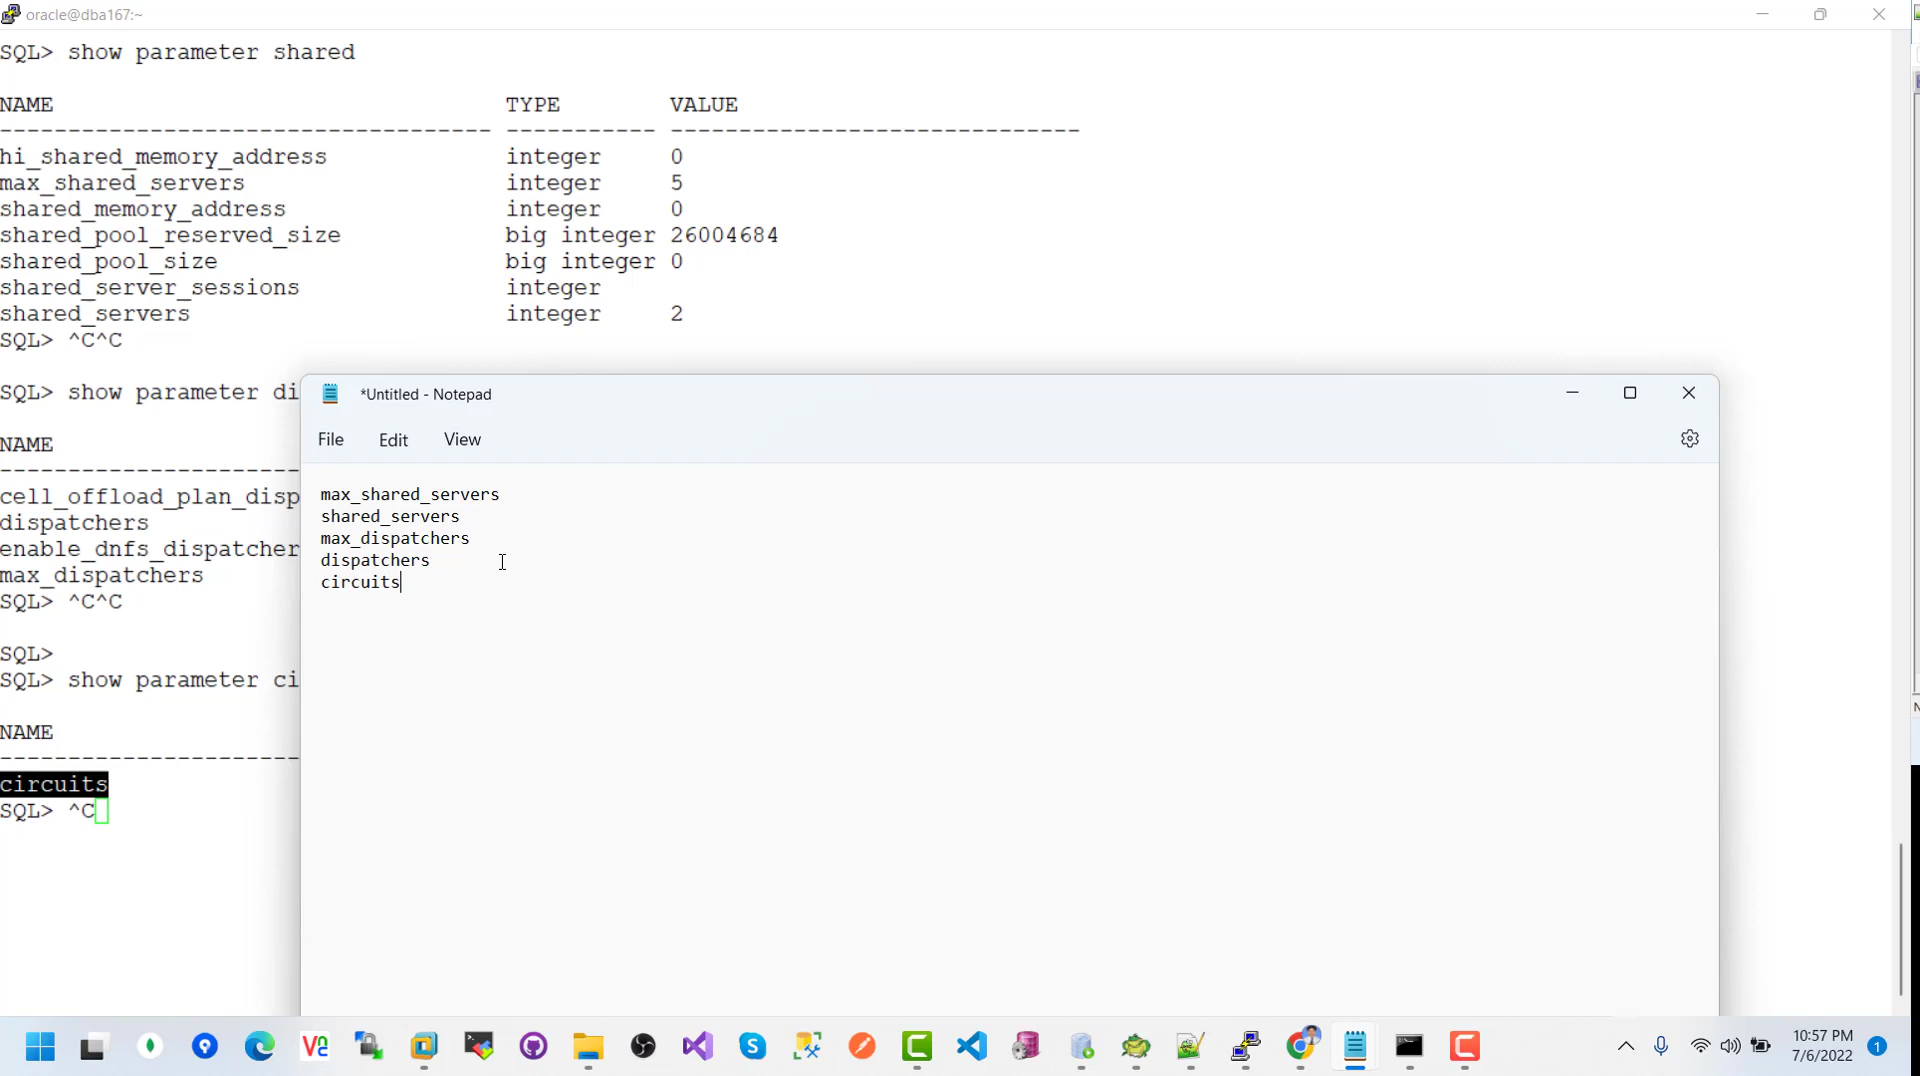 oracle@dba167:~
SQL> show parameter shared
NAME TYPE VALUE
------------------------------------ ----------- ------------------------------
hi_shared_memory_address integer 0
max_shared_servers integer 5
shared_memory_address integer 0
shared_pool_reserved_size big integer 26004684
shared_pool_size big integer 0
shared_server_sessions integer
shared_servers integer 2
SQL> ^C^C
SQL> show parameter di
NAME
----------------------
cell_offload_plan_disp
dispatchers
enable_dnfs_dispatcher
max_dispatchers
SQL> ^C^C
SQL>
SQL> show parameter ci
NAME
----------------------
circuits
SQL> ^C
*Untitled - Notepad
File Edit View
max_shared_servers
shared_servers
max_dispatchers
dispatchers
circuits
10:57 PM
7/6/2022
1